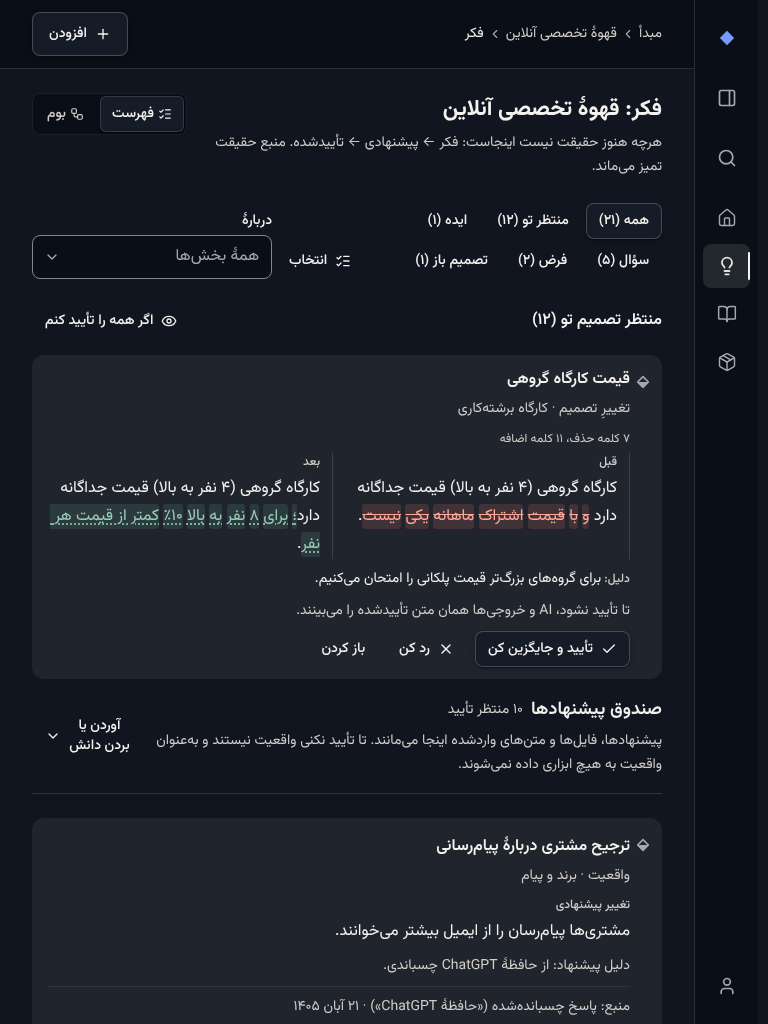 مبدأ › قهوهٔ تخصصی آنلاین › فکر
افزودن
فکر: قهوهٔ تخصصی آنلاین
فهرست
بوم
هرچه هنوز حقیقت نیست اینجاست: فکر ← پیشنهادی ← تأییدشده. منبع حقیقت
تمیز می‌ماند.
همه (۲۱)
منتظر تو (۱۲)
ایده (۱)
سؤال (۵)
فرض (۲)
تصمیم باز (۱)
انتخاب
دربارهٔ
همهٔ بخش‌ها
منتظر تصمیم تو (۱۲)
اگر همه را تأیید کنم
قیمت کارگاه گروهی
تغییرِ تصمیم · کارگاه برشته‌کاری
۷ کلمه حذف، ۱۱ کلمه اضافه
قبل
کارگاه گروهی (۴ نفر به بالا) قیمت جداگانه
دارد و با قیمت اشتراک ماهانه یکی نیست.
بعد
کارگاه گروهی (۴ نفر به بالا) قیمت جداگانه
دارد؛ برای ۸ نفر به بالا ۱۰٪ کمتر از قیمت هر
نفر.
دلیل: برای گروه‌های بزرگ‌تر قیمت پلکانی را امتحان می‌کنیم.
تا تأیید نشود، AI و خروجی‌ها همان متن تأییدشده را می‌بینند.
تأیید و جایگزین کن
رد کن
باز کردن
صندوق پیشنهادها ۱۰ منتظر تأیید
پیشنهادها، فایل‌ها و متن‌های واردشده اینجا می‌مانند. تا تأیید نکنی واقعیت نیستند و به‌عنوان
واقعیت به هیچ ابزاری داده نمی‌شوند.
آوردن یا
بردن دانش
ترجیح مشتری دربارهٔ پیام‌رسانی
واقعیت · برند و پیام
تغییر پیشنهادی
مشتری‌ها پیام‌رسان را از ایمیل بیشتر می‌خوانند.
دلیل پیشنهاد: از حافظهٔ ChatGPT چسباندی.
منبع: پاسخ چسبانده‌شده («حافظهٔ ChatGPT») · ۲۱ آبان ۱۴۰۵